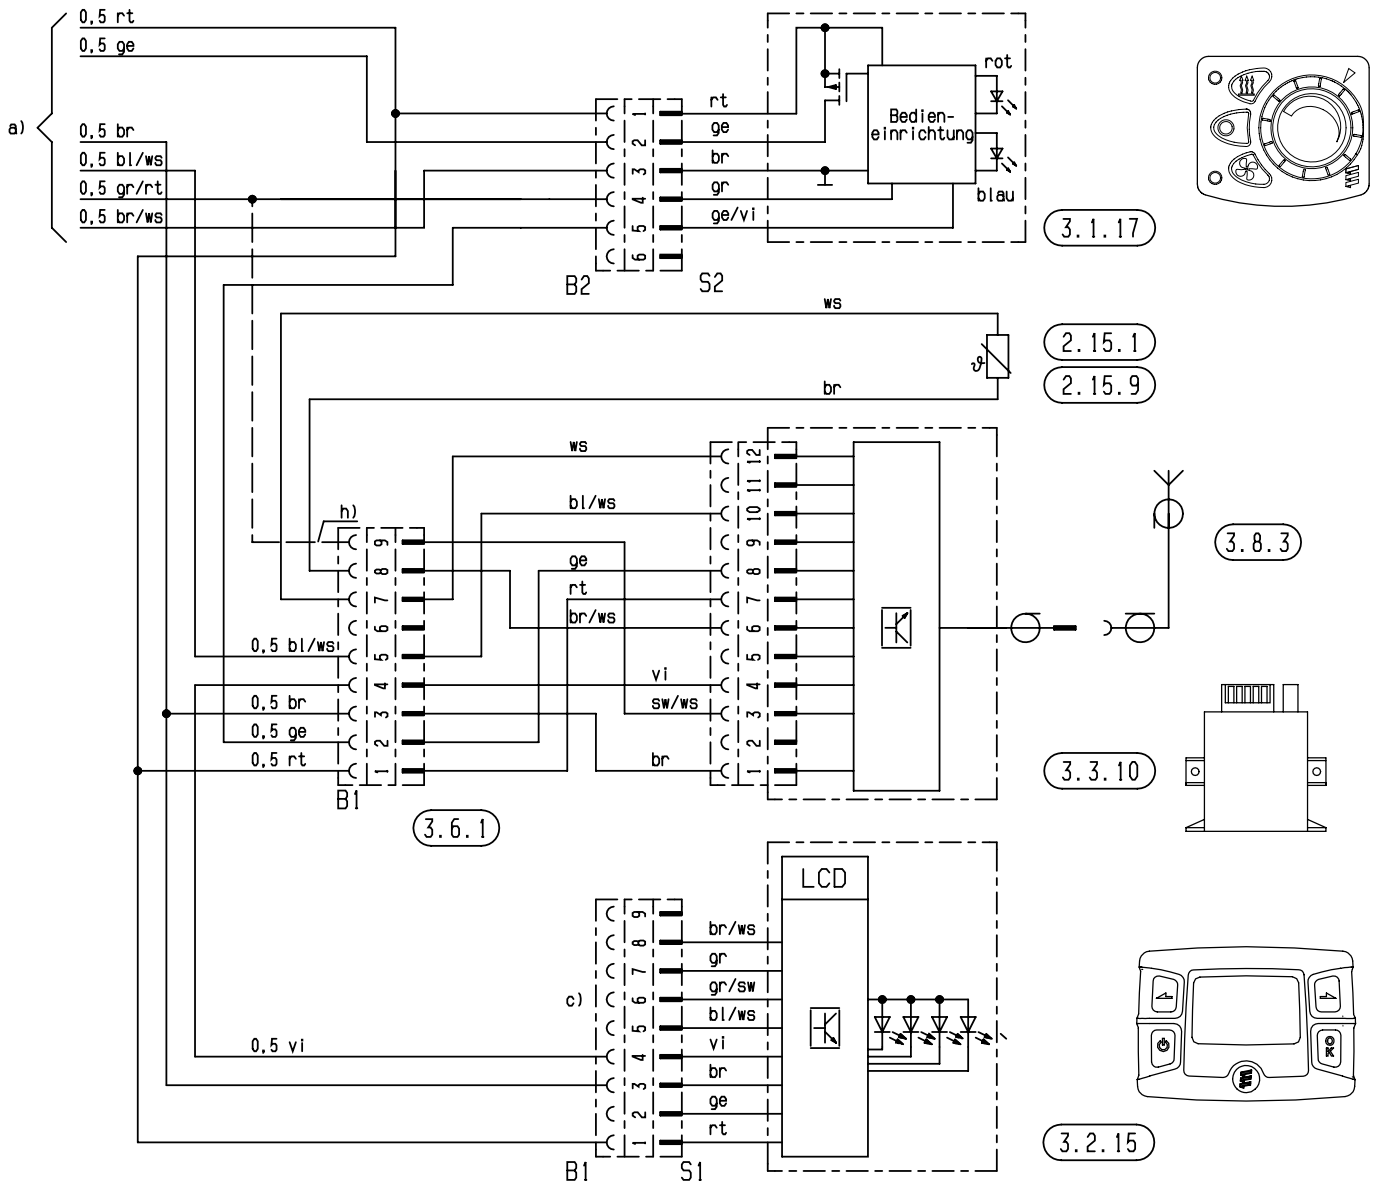 0,5 rt
0,5 ge
a)
0,5 br
0,5 bl/ws
0,5 gr/rt
0,5 br/ws
1
2
3
4
5
6
B2
S2
rt
ge
br
gr
ge/vi
Bedien-
einrichtung
rot
blau
3.1.17
ws
ϑ
br
2.15.1
2.15.9
h)
9
8
7
6
5
4
3
2
1
0,5 bl/ws
0,5 br
0,5 ge
0,5 rt
B1
3.6.1
ws
bl/ws
ge
rt
br/ws
vi
sw/ws
br
12
11
10
9
8
7
6
5
4
3
2
1
3.8.3
3.3.10
LCD
c)
9
8
7
6
5
4
3
2
1
br/ws
gr
gr/sw
bl/ws
vi
br
ge
rt
0,5 vi
B1
S1
OK
3.2.15